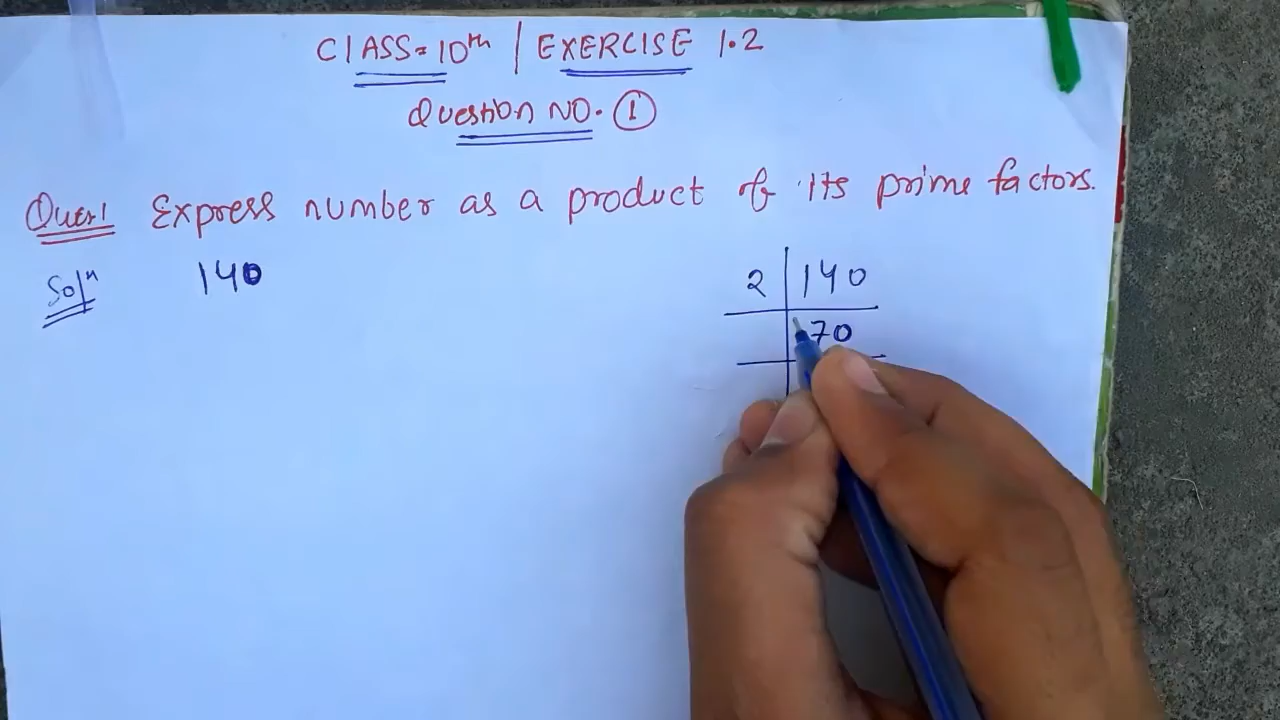 CLASS = 10th | EXERCISE 1.2
Question NO. 1
Ques1 Express number as a product of its prime factors.
Soln 140
2 | 140
70